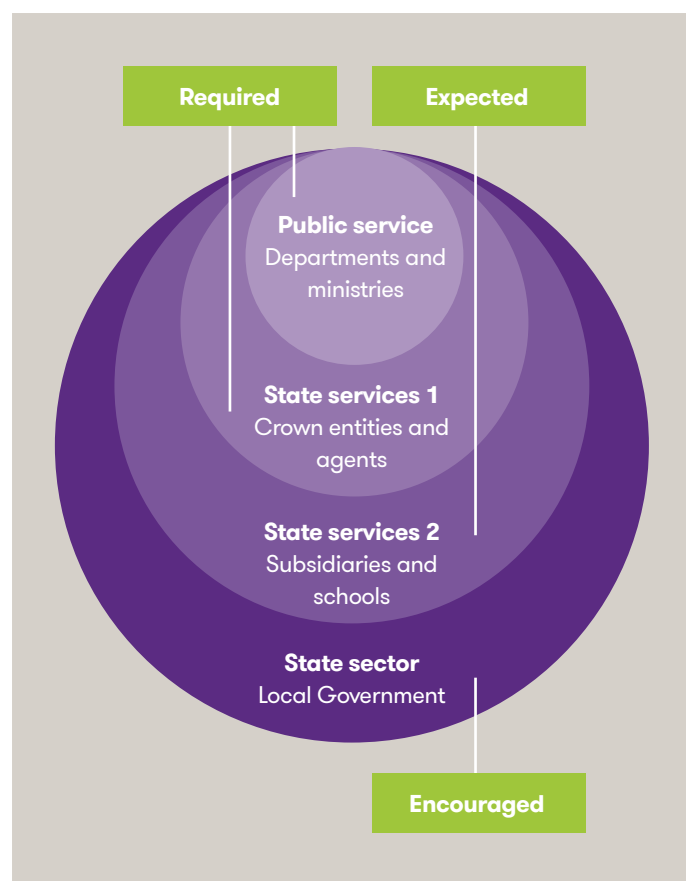 Required
Expected
Public service
Departments and
ministries
State services 1
Crown entities and
agents
State services 2
Subsidiaries and
schools
State sector
Local Government
Encouraged